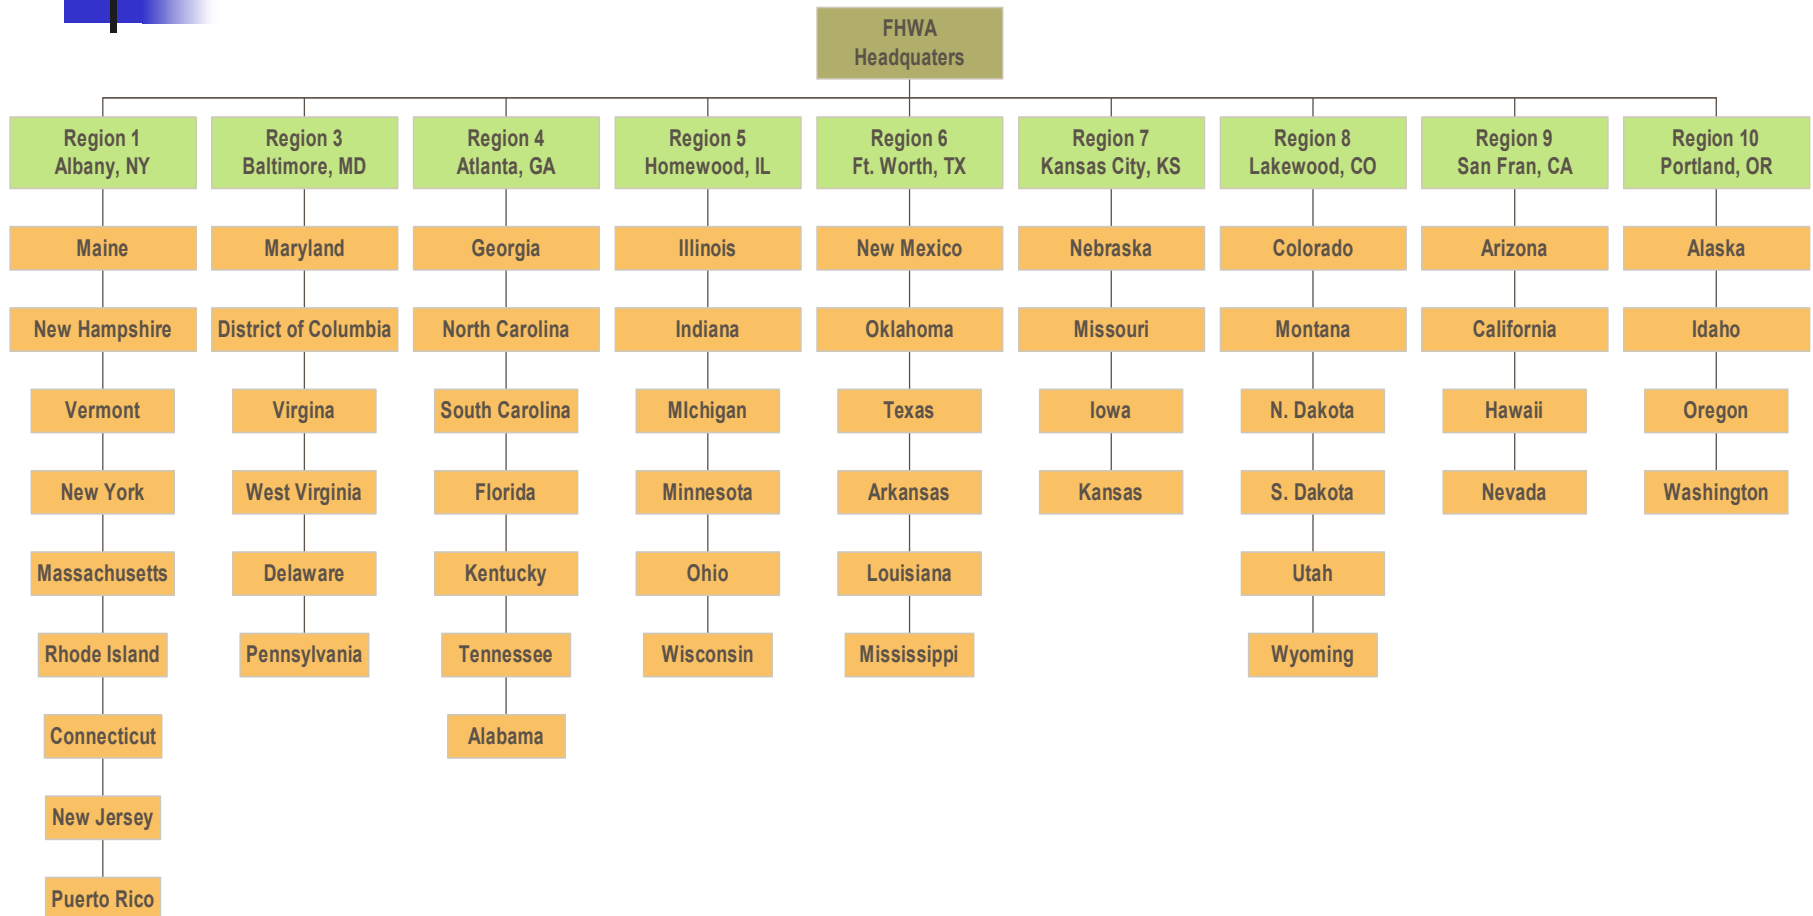 FHWA
Headquaters
Region 1
Albany, NY
Region 3
Baltimore, MD
Region 4
Atlanta, GA
Region 5
Homewood, IL
Region 6
Ft. Worth, TX
Region 7
Kansas City, KS
Region 8
Lakewood, CO
Region 9
San Fran, CA
Region 10
Portland, OR
Maine
New Hampshire
Vermont
New York
Massachusetts
Rhode Island
Connecticut
New Jersey
Puerto Rico
Maryland
District of Columbia
Virgina
West Virginia
Delaware
Pennsylvania
Georgia
North Carolina
South Carolina
Florida
Kentucky
Tennessee
Alabama
Illinois
Indiana
MIchigan
Minnesota
Ohio
Wisconsin
New Mexico
Oklahoma
Texas
Arkansas
Louisiana
Mississippi
Nebraska
Missouri
Iowa
Kansas
Colorado
Montana
N. Dakota
S. Dakota
Utah
Wyoming
Arizona
California
Hawaii
Nevada
Alaska
Idaho
Oregon
Washington